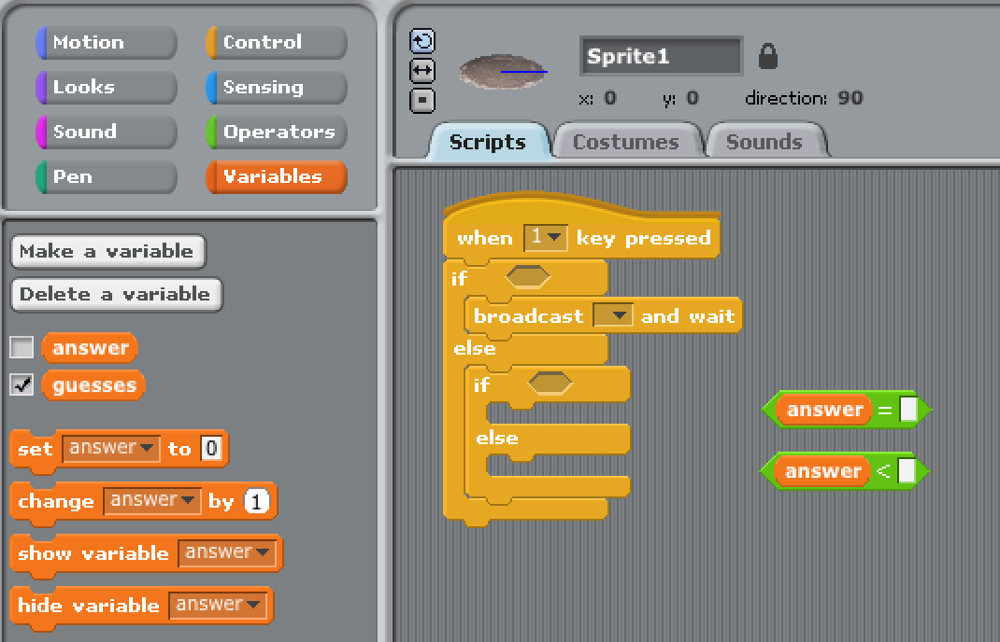 Motion
Control
Looks
Sensing
Sound
Operators
Pen
Variables
Make a variable
Delete a variable
answer
guesses
set answer to 0
change answer by 1
show variable answer
hide variable answer
Sprite1
x: 0 y: 0 direction: 90
Scripts
Costumes
Sounds
when 1 key pressed
if
broadcast and wait
else
if
else
answer =
answer <